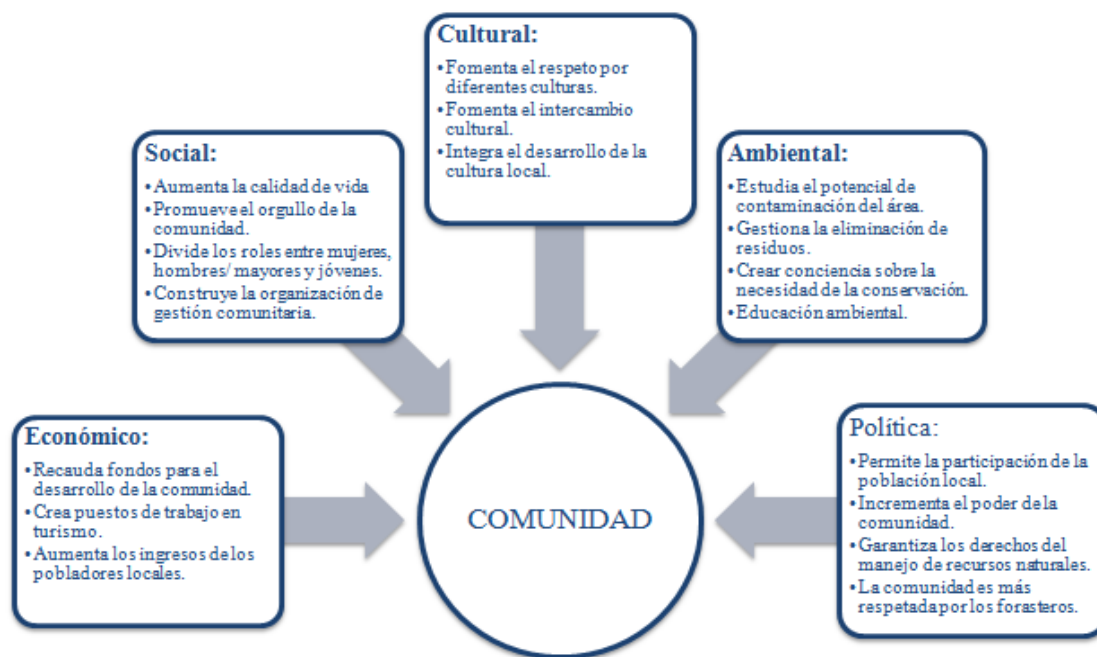 Cultural:
•Fomenta el respeto por
diferentes culturas.
•Fomenta el intercambio
cultural.
•Integra el desarrollo de la
cultura local.
Social:
•Aumenta la calidad de vida
•Promueve el orgullo de la
comunidad.
•Divide los roles entre mujeres,
hombres/ mayores y jóvenes.
•Construye la organización de
gestión comunitaria.
Ambiental:
•Estudia el potencial de
contaminación del área.
•Gestiona la eliminación de
residuos.
•Crear conciencia sobre la
necesidad de la conservación.
•Educación ambiental.
Económico:
•Recauda fondos para el
desarrollo de la comunidad.
•Crea puestos de trabajo en
turismo.
•Aumenta los ingresos de los
pobladores locales.
COMUNIDAD
Política:
•Permite la participación de la
población local.
•Incrementa el poder de la
comunidad.
•Garantiza los derechos del
manejo de recursos naturales.
•La comunidad es más
respetada por los forasteros.